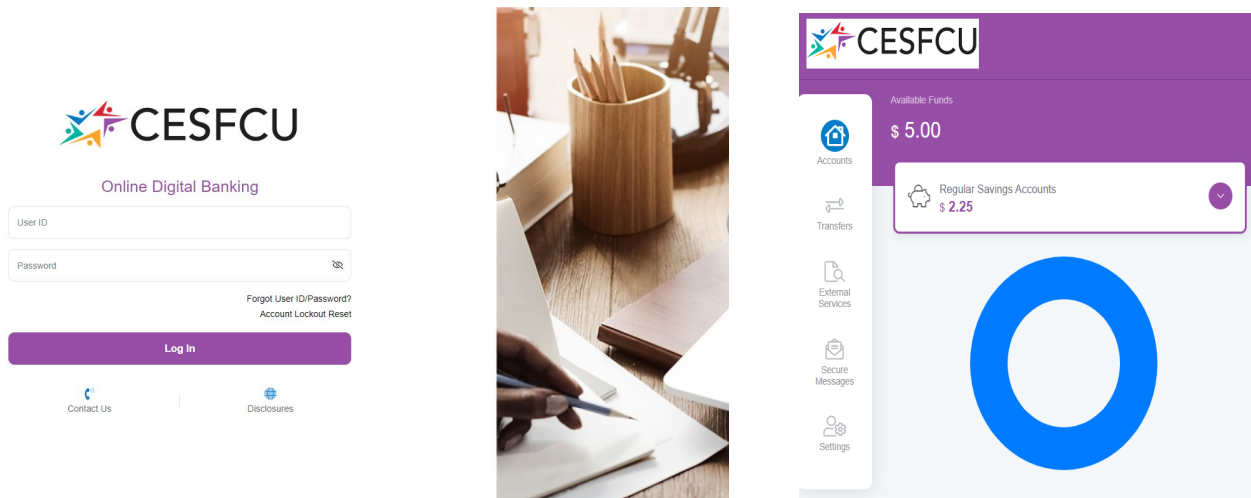 CESFCU
Online Digital Banking
User ID
Password
Forgot User ID/Password?
Account Lockout Reset
Log In
Contact Us
Disclosures
CESFCU
Available Funds
$ 5.00
Accounts
Regular Savings Accounts
$ 2.25
Transfers
External
Services
Secure
Messages
Settings